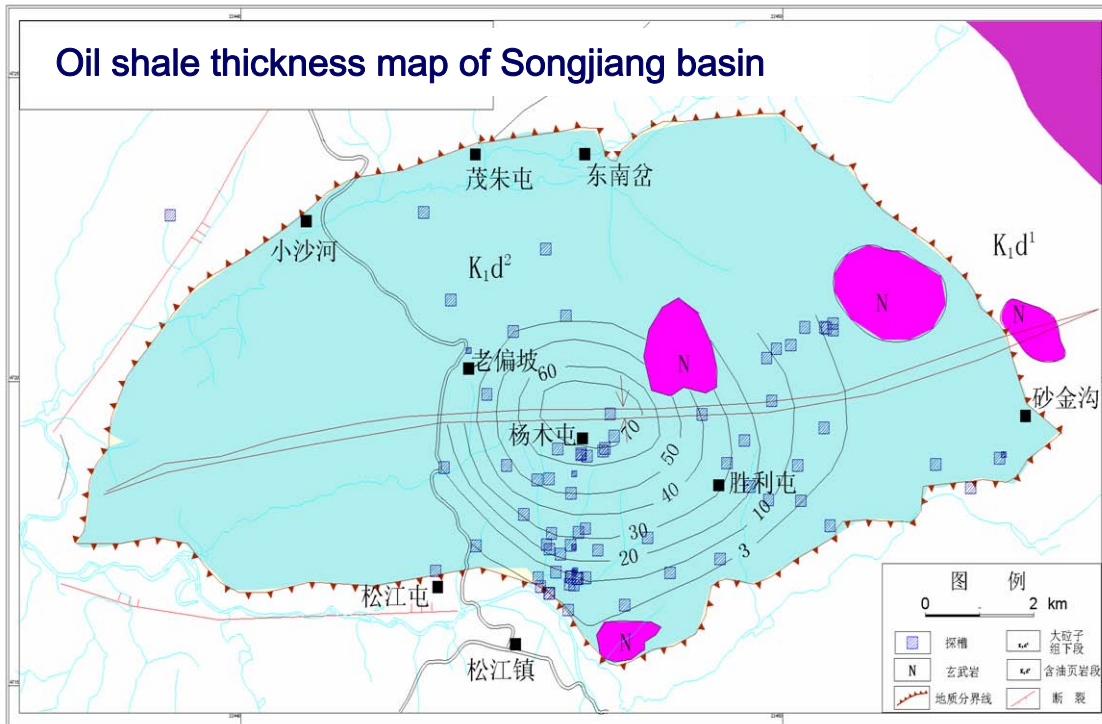 Oil shale thickness map of Songjiang basin
茂朱屯
东南岔
小沙河
K₁d²
K₁d¹
N
N
N
老偏坡
60
砂金沟
杨木屯
70
50
胜利屯
40
10
30
20
3
松江屯
N
松江镇
图 例
0 2 km
探槽
大砬子
组下段
N
玄武岩
含油页岩段
地质分界线
断 裂